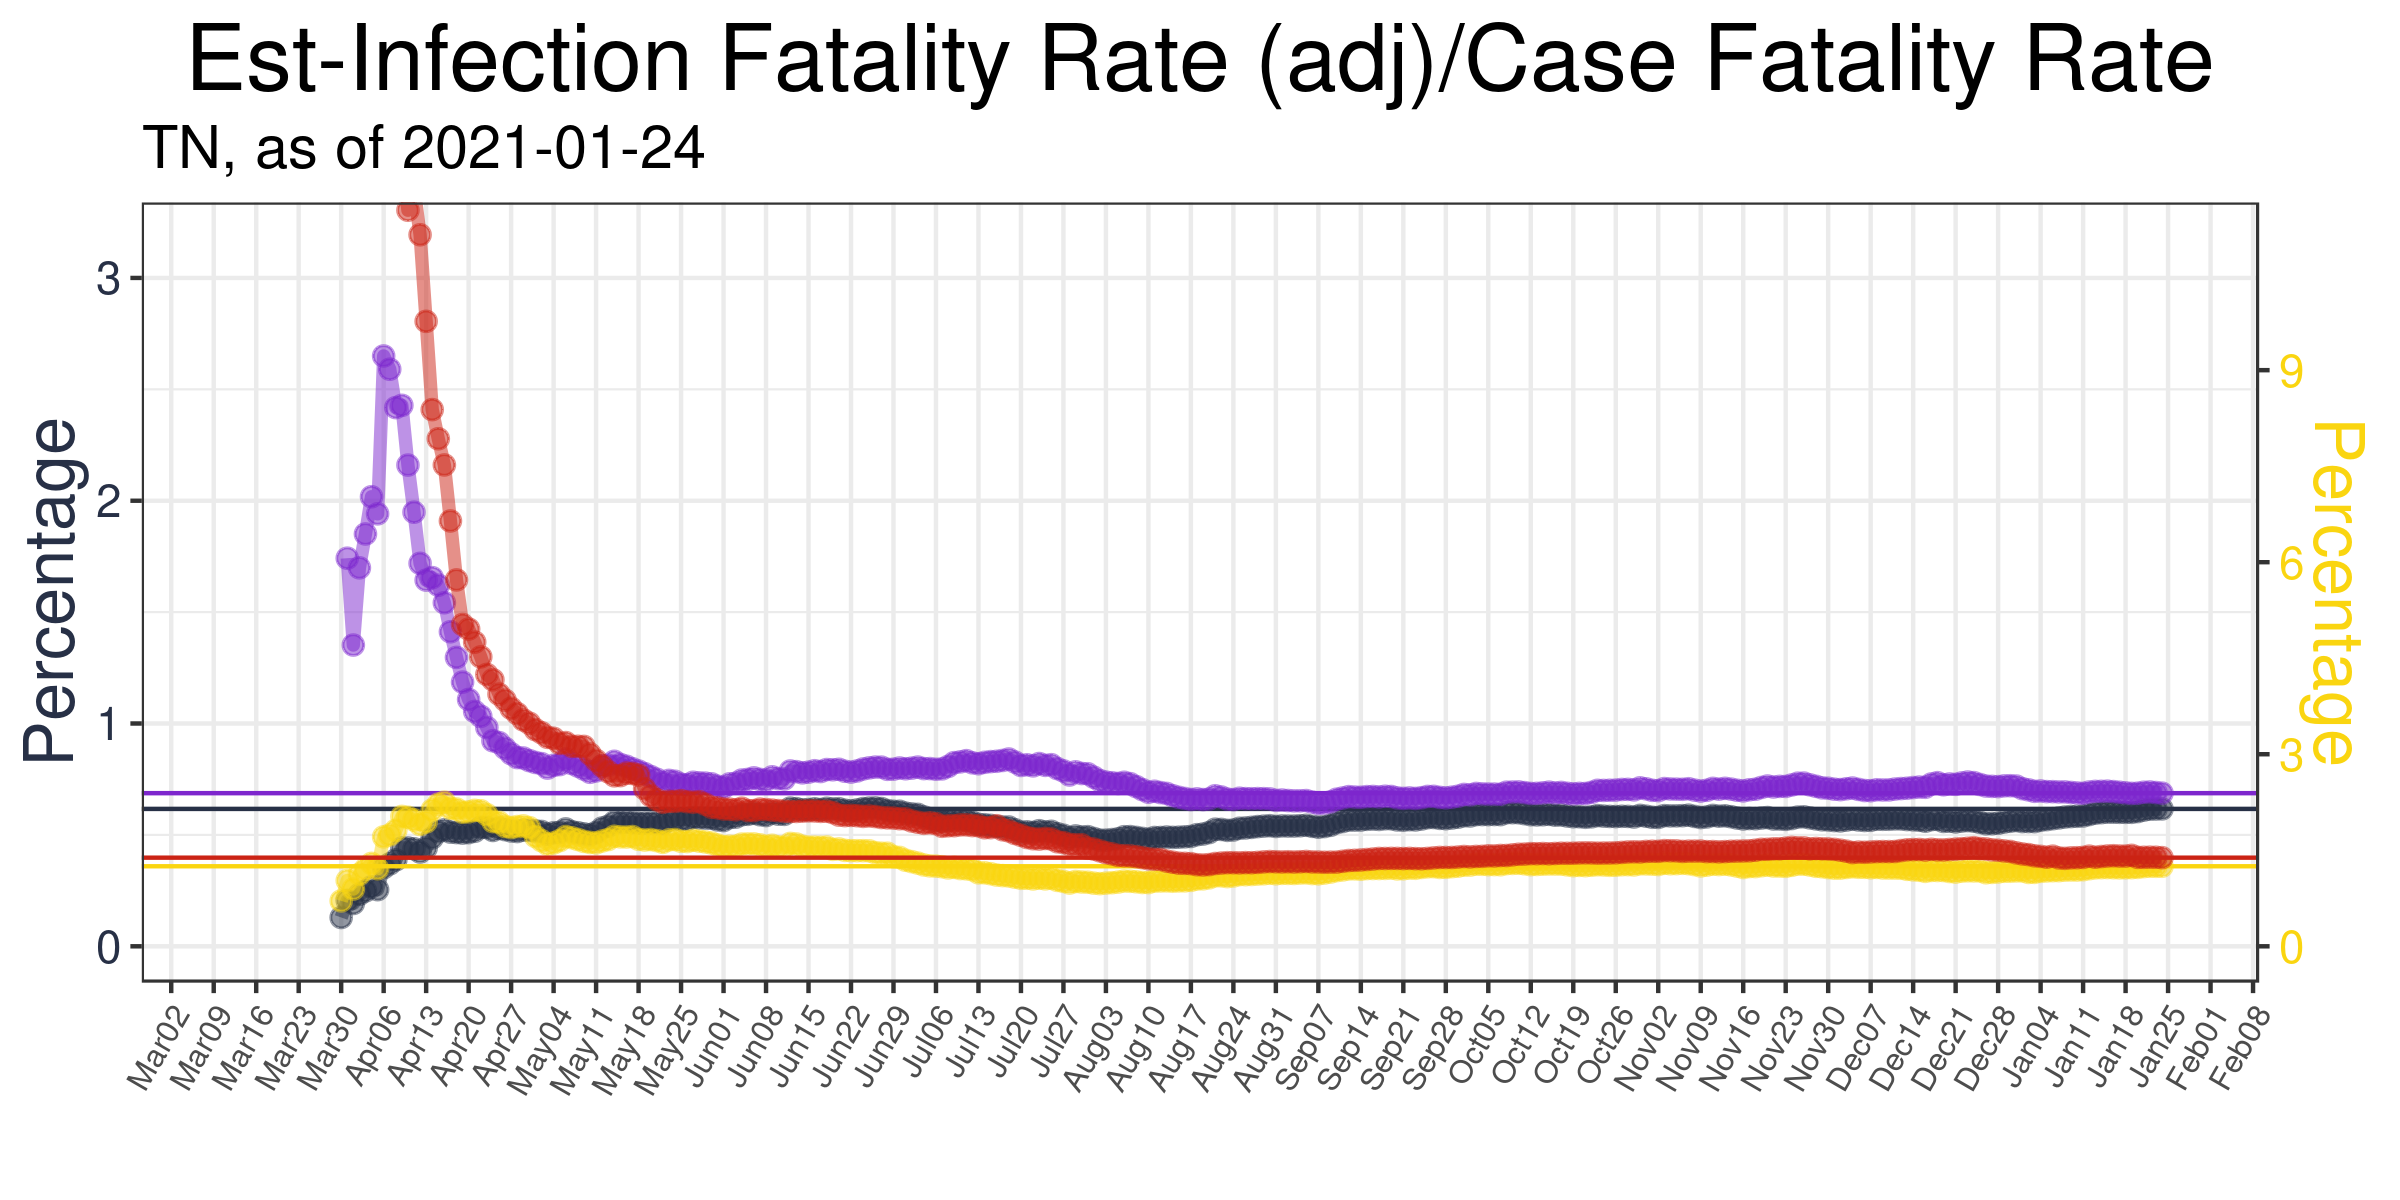 Est-Infection Fatality Rate (adj)/Case Fatality Rate
TN, as of 2021-01-24
Percentage
3
2
1
0
9
6
3
0
Percentage
Mar02
Mar09
Mar16
Mar23
Mar30
Apr06
Apr13
Apr20
Apr27
May04
May11
May18
May25
Jun01
Jun08
Jun15
Jun22
Jun29
Jul06
Jul13
Jul20
Jul27
Aug03
Aug10
Aug17
Aug24
Aug31
Sep07
Sep14
Sep21
Sep28
Oct05
Oct12
Oct19
Oct26
Nov02
Nov09
Nov16
Nov23
Nov30
Dec07
Dec14
Dec21
Dec28
Jan04
Jan11
Jan18
Jan25
Feb01
Feb08